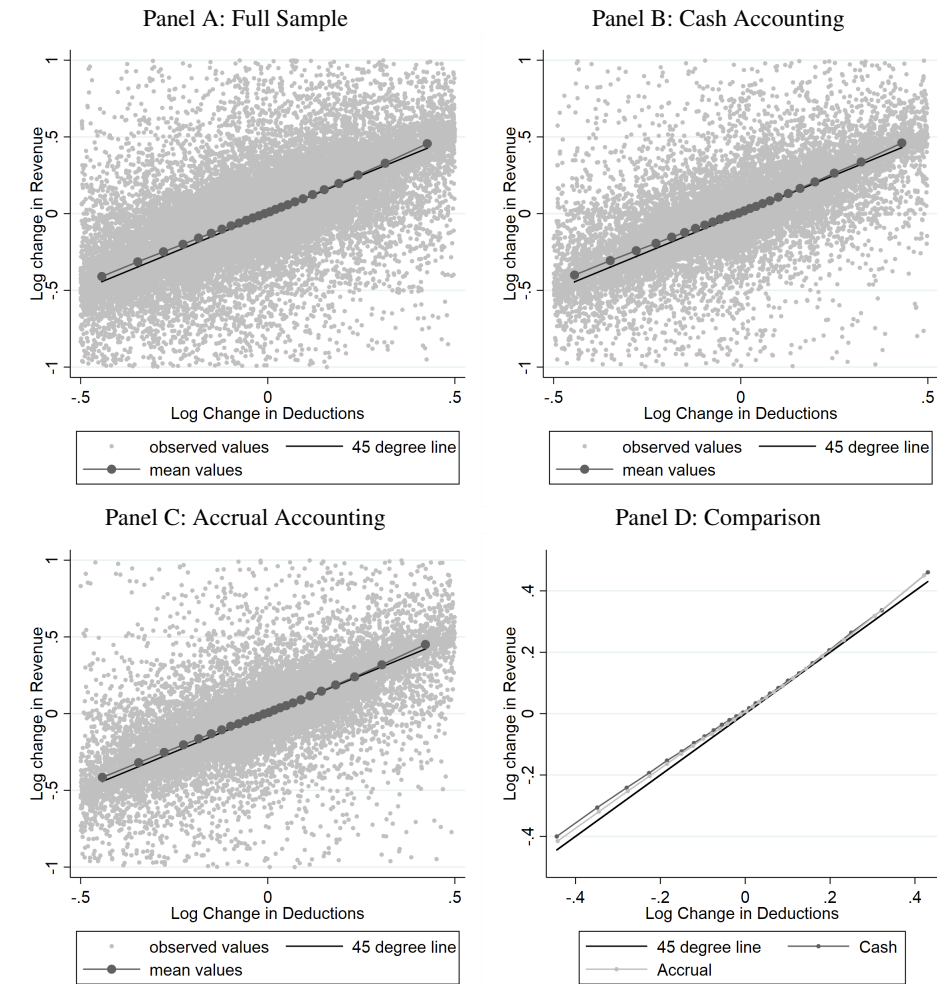 Panel A: Full Sample
Log change in Revenue
1
.5
0
-.5
-1
-.5
0
.5
Log Change in Deductions
observed values
45 degree line
mean values
Panel B: Cash Accounting
Log change in Revenue
1
.5
0
-.5
-1
-.5
0
.5
Log Change in Deductions
observed values
45 degree line
mean values
Panel C: Accrual Accounting
Log change in Revenue
1
.5
0
-.5
-1
-.5
0
.5
Log Change in Deductions
observed values
45 degree line
mean values
Panel D: Comparison
Log change in Revenue
.4
.2
0
-.2
-.4
-.4
-.2
0
.2
.4
Log Change in Deductions
45 degree line
Cash
Accrual